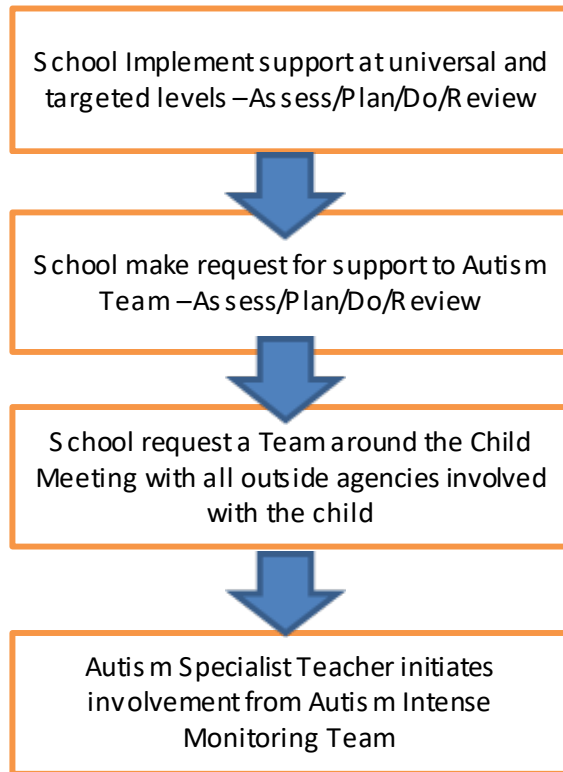 School Implement support at universal and
targeted levels –Assess/Plan/Do/Review
School make request for support to Autism
Team –Assess/Plan/Do/Review
School request a Team around the Child
Meeting with all outside agencies involved
with the child
Autism Specialist Teacher initiates
involvement from Autism Intense
Monitoring Team